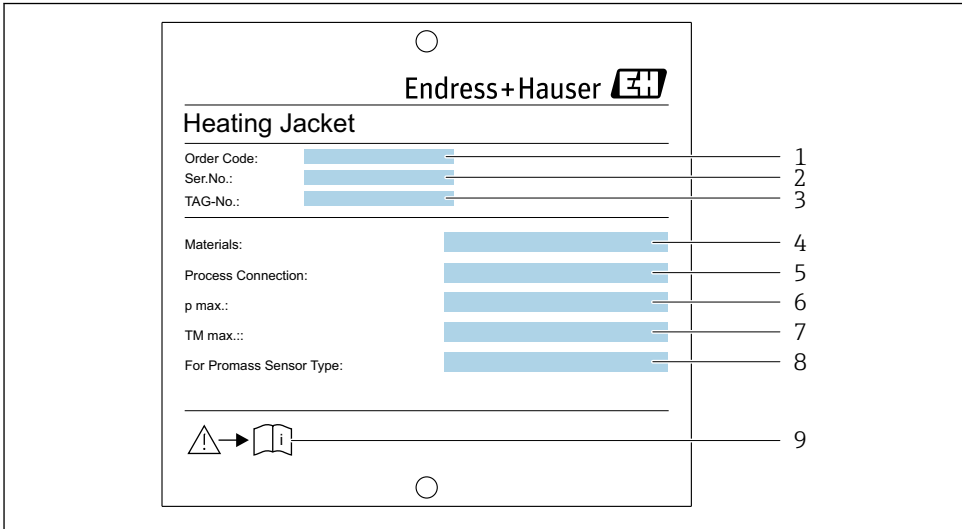 Endress+Hauser EH
Heating Jacket
Order Code: 1
Ser.No.: 2
TAG-No.: 3
Materials: 4
Process Connection: 5
p max.: 6
TM max.:: 7
For Promass Sensor Type: 8
i 9